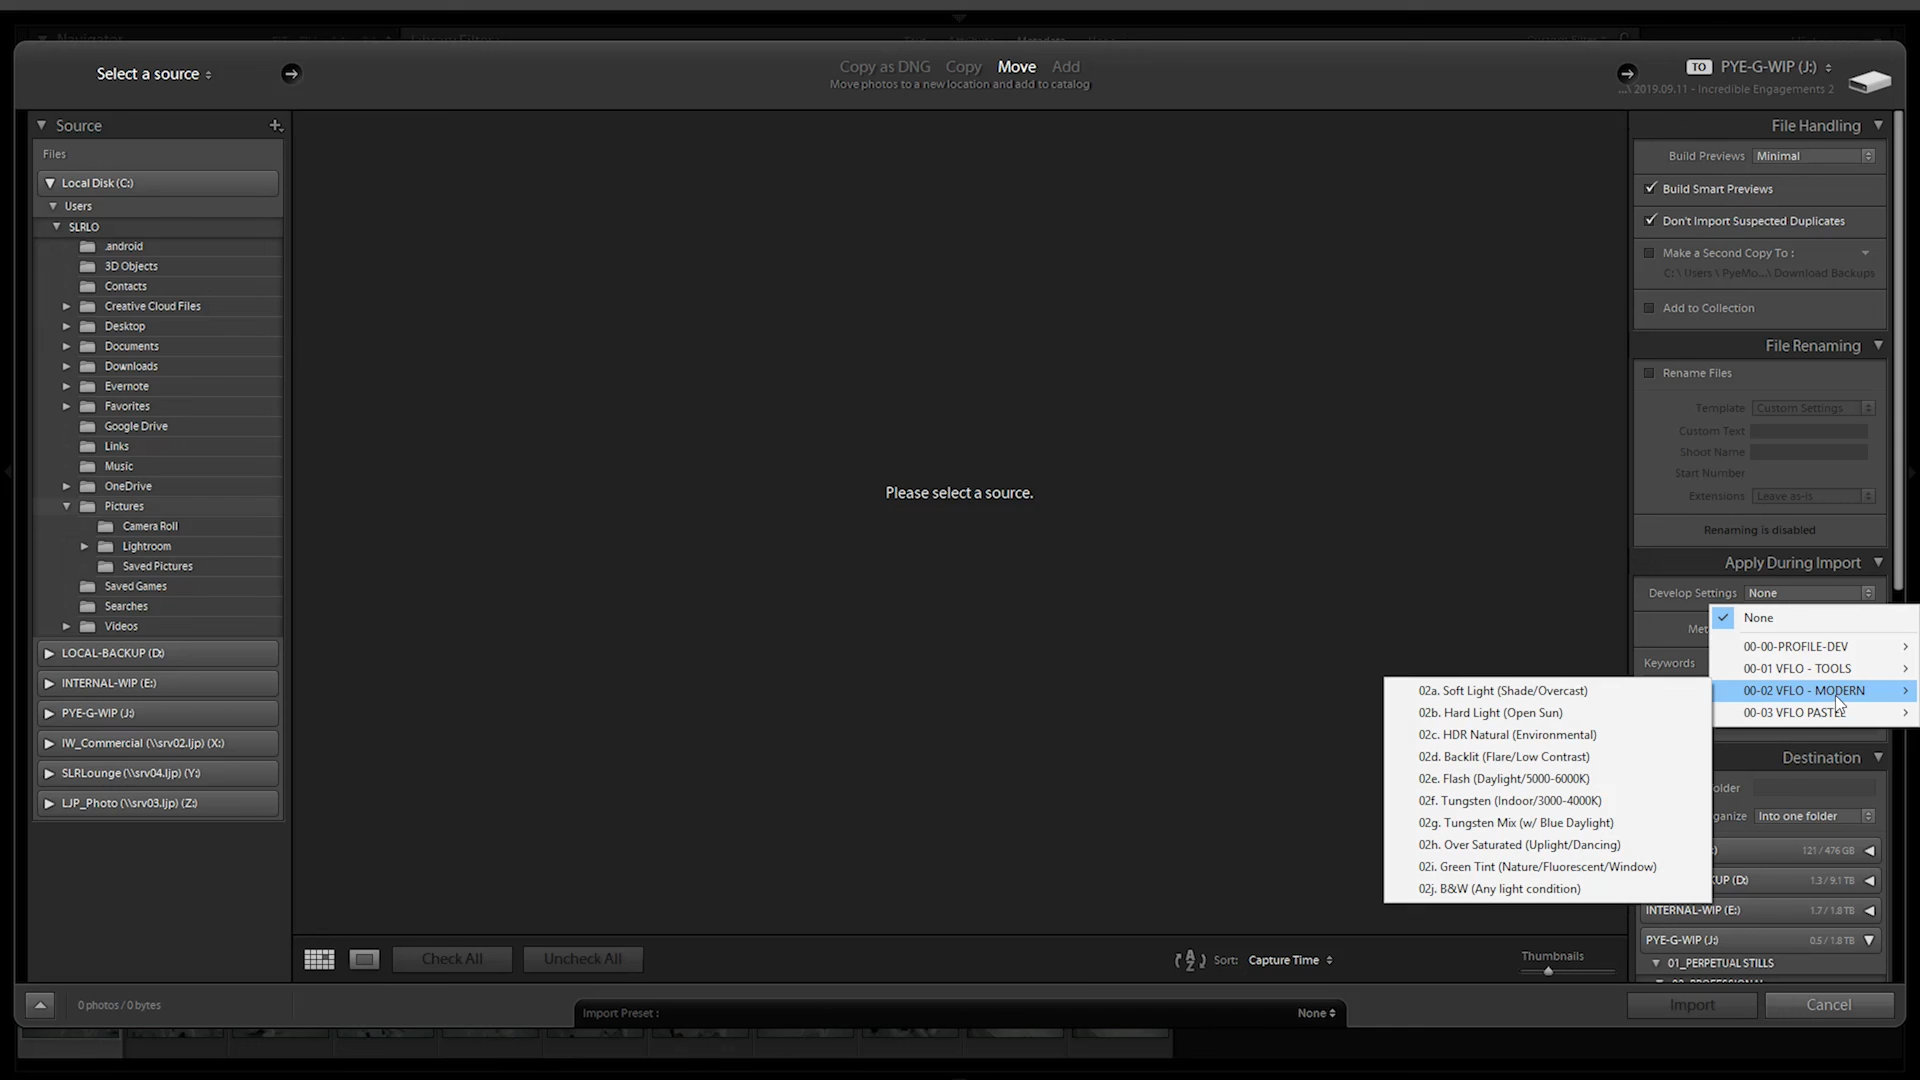 Select a source
Copy as DNG Copy Move Add
Move photos to a new location and add to catalog
TO PYE-G-WIP (J:)
...\ 2019.09.11 - Incredible Engagements 2
Source
Files
Local Disk (C:)
Users
SLRLO
.android
3D Objects
Contacts
Creative Cloud Files
Desktop
Documents
Downloads
Evernote
Favorites
Google Drive
Links
Music
OneDrive
Pictures
Camera Roll
Lightroom
Saved Pictures
Saved Games
Searches
Videos
LOCAL-BACKUP (D:)
INTERNAL-WIP (E:)
PYE-G-WIP (J:)
IW_Commercial (\\srv02.ljp) (X:)
SLRLounge (\\srv04.ljp) (Y:)
LJP_Photo (\\srv03.ljp) (Z:)
Please select a source.
File Handling
Build Previews Minimal
Build Smart Previews
Don't Import Suspected Duplicates
Make a Second Copy To :
C:\ Users \ PyeMo...\ Download Backups
Add to Collection
File Renaming
Rename Files
Template Custom Settings
Custom Text
Shoot Name
Start Number
Extensions Leave as-is
Renaming is disabled
Apply During Import
Develop Settings None
Met
Keywords
None
00-00-PROFILE-DEV
00-01 VFLO - TOOLS
00-02 VFLO - MODERN
00-03 VFLO PASTEL
02a. Soft Light (Shade/Overcast)
02b. Hard Light (Open Sun)
02c. HDR Natural (Environmental)
02d. Backlit (Flare/Low Contrast)
02e. Flash (Daylight/5000-6000K)
02f. Tungsten (Indoor/3000-4000K)
02g. Tungsten Mix (w/ Blue Daylight)
02h. Over Saturated (Uplight/Dancing)
02i. Green Tint (Nature/Fluorescent/Window)
02j. B&W (Any light condition)
Destination
older
ganize Into one folder
:) 121 / 476 GB
KUP (D:) 1.3 / 9.1 TB
INTERNAL-WIP (E:) 1.7 / 1.8 TB
PYE-G-WIP (J:) 0.5 / 1.8 TB
01_PERPETUAL STILLS
Check All Uncheck All
Sort: Capture Time
Thumbnails
0 photos / 0 bytes
Import Preset : None
Import Cancel